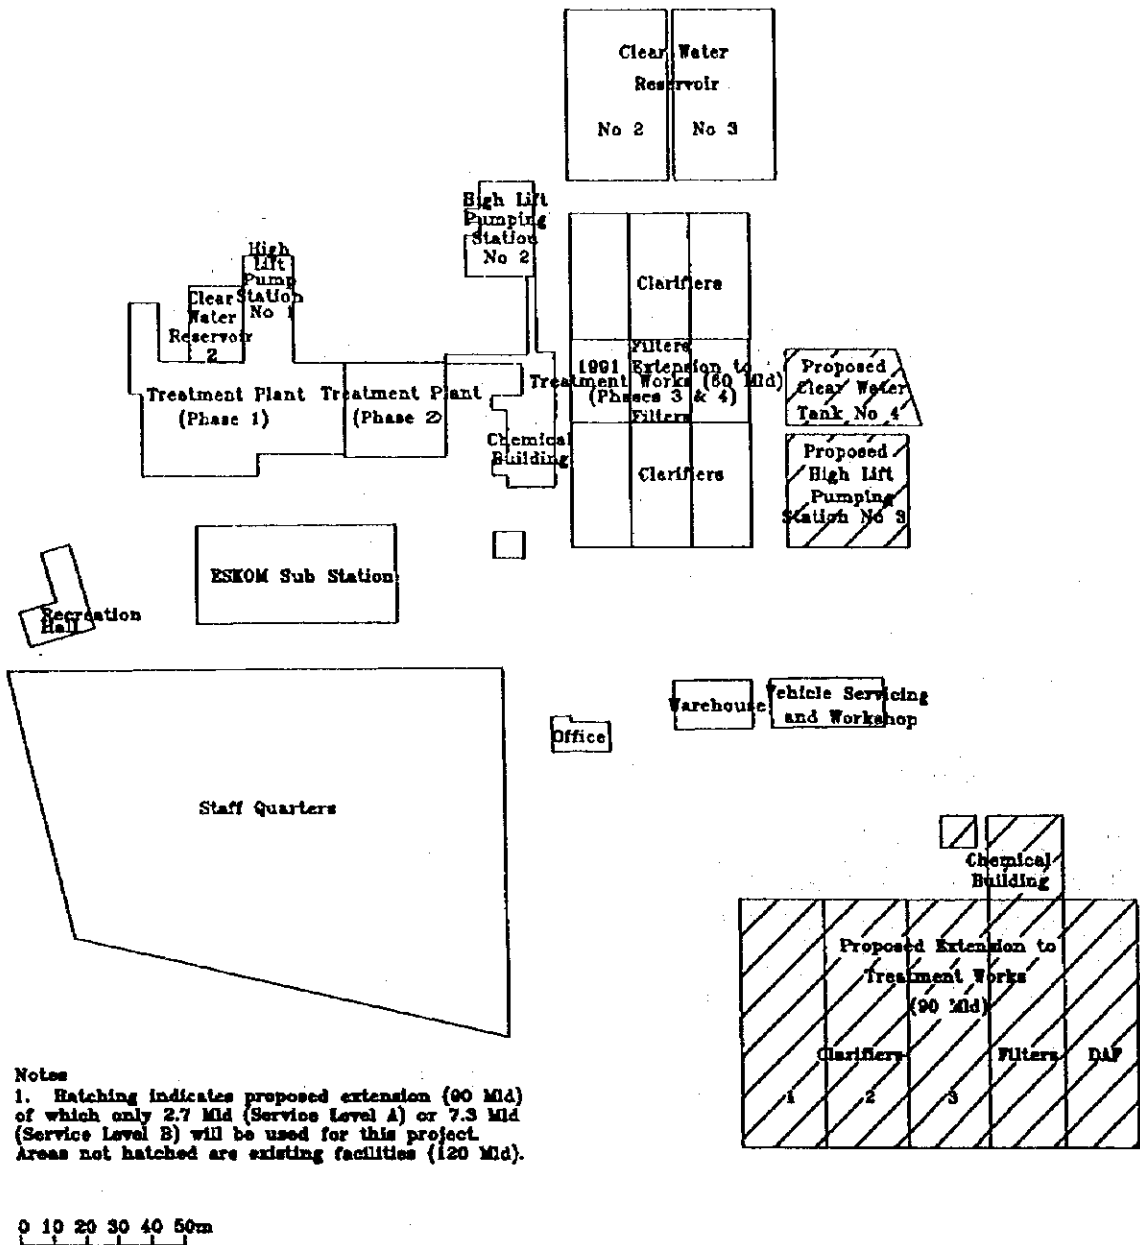 Clear Water
Reservoir
No 2
No 3
High Lift
Pumping
Station
No 2
High
Lift
Pump
Station
No 1
Clear
Water
Reservoir
2
Clarifiers
Filters
1991 Extension to
Treatment Works (60 Mld)
(Phases 3 & 4)
Filters
Clarifiers
Proposed
Clear Water
Tank No 4
Proposed
High Lift
Pumping
Station No 3
Treatment Plant
(Phase 1)
Treatment Plant
(Phase 2)
Chemical
Building
ESKOM Sub Station
Recreation
Hall
Warehouse
Vehicle Servicing
and Workshop
Office
Staff Quarters
Chemical
Building
Proposed Extension to
Treatment Works
(90 Mld)
Clarifiers
Filters
DAF
1
2
3
Notes
1. Hatching indicates proposed extension (90 Mld)
of which only 2.7 Mld (Service Level A) or 7.3 Mld
(Service Level B) will be used for this project.
Areas not hatched are existing facilities (120 Mld).
0 10 20 30 40 50m